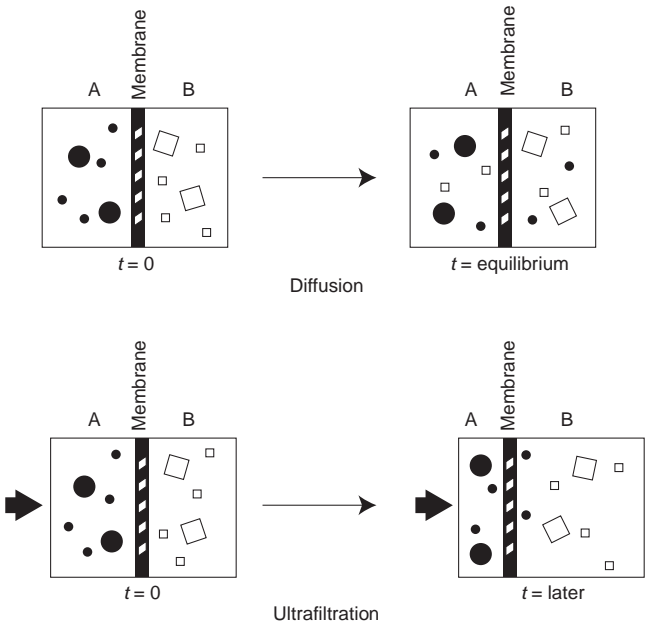 Membrane
Membrane
A B
A B
t = 0
t = equilibrium
Diffusion
Membrane
Membrane
A B
A B
t = 0
t = later
Ultrafiltration